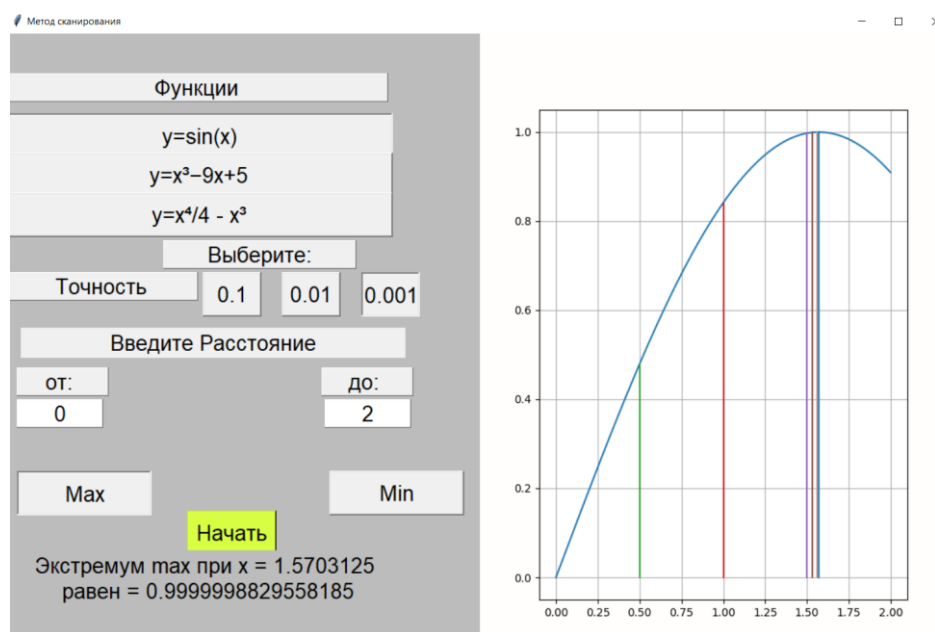 Метод сканирования
Функции
y=sin(x)
y=x³−9x+5
y=x⁴/4 - x³
Выберите:
Точность 0.1 0.01 0.001
Введите Расстояние
от: до:
0 2
Max Min
Начать
Экстремум max при x = 1.5703125
равен = 0.9999998829558185
1.0
0.8
0.6
0.4
0.2
0.0
0.00 0.25 0.50 0.75 1.00 1.25 1.50 1.75 2.00